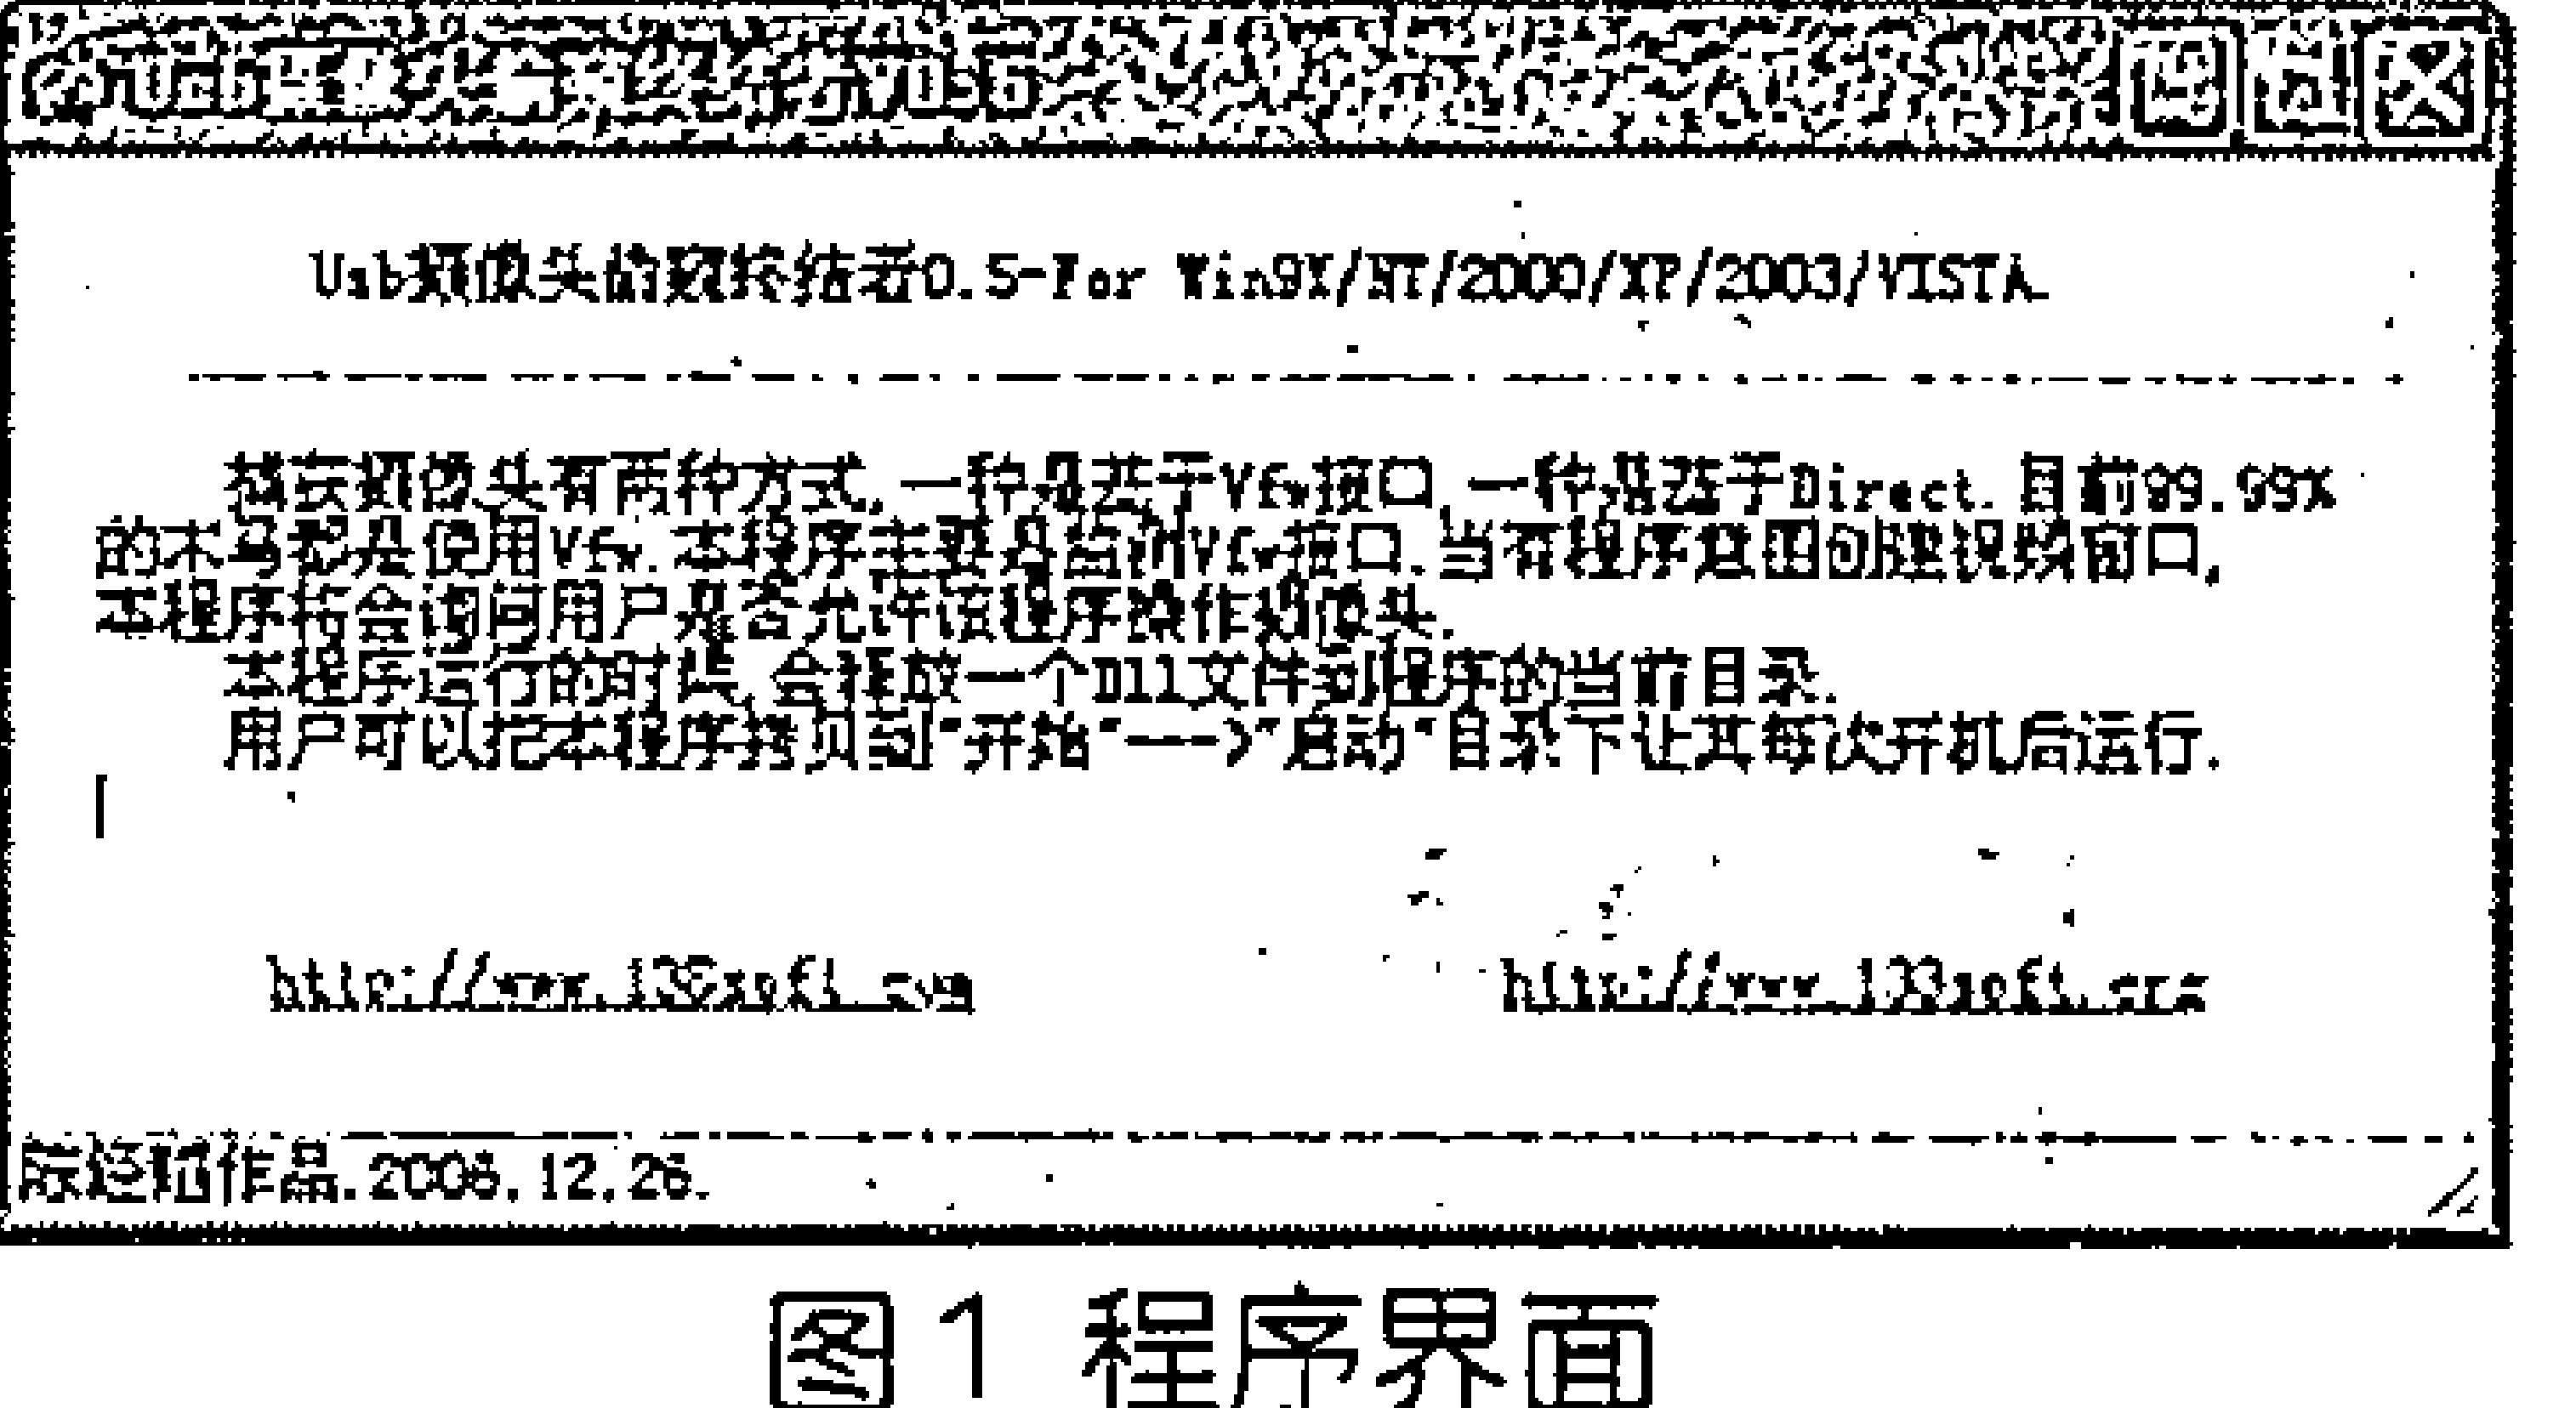 Usb摄像头偷窥终结者0.5-For Win9X/NT/2000/XP/2003/VISTA
截获摄像头有两种方式,一种是基于Vfw接口,一种是基于Direct.目前99.99%
的木马都是使用Vfw.本程序主要是监视Vfw接口.当有程序意图创建视频窗口,
本程序将会询问用户是否允许该程序操作摄像头.
本程序运行的时候,会释放一个Dll文件到程序的当前目录.
用户可以把本程序拷贝到"开始"--->"启动"目录下让其每次开机后运行.
作品.2006.12.26.
图1 程序界面